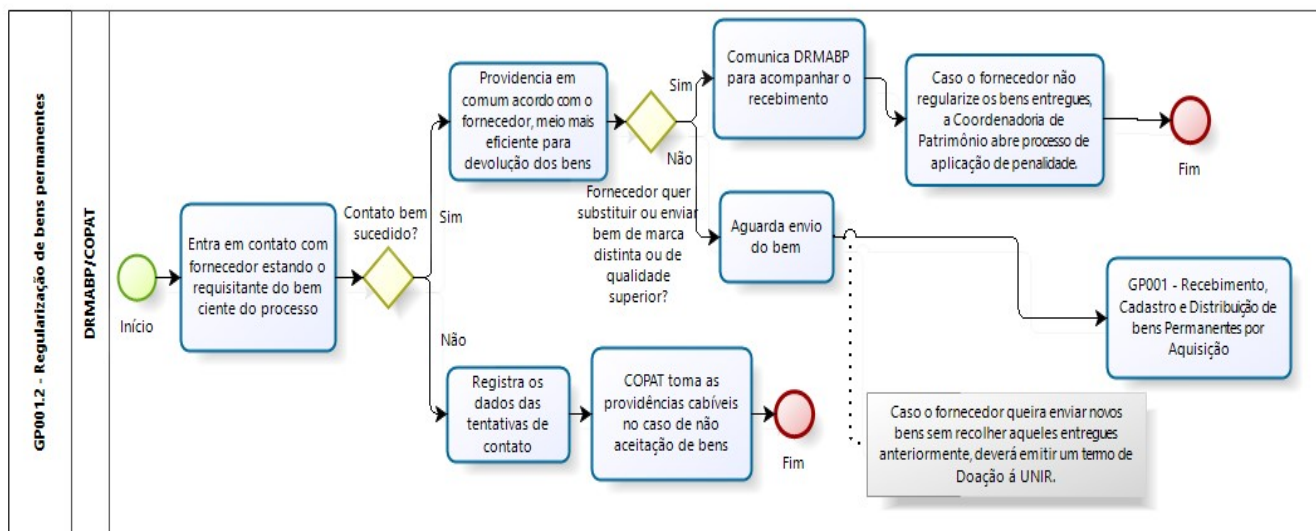 GP001.2 - Regularização de bens permanentes
DRMABP/COPAT
Início
Entra em contato com
fornecedor estando o
requisitante do bem
ciente do processo
Contato bem
sucedido?
Sim
Não
Providencia em
comum acordo com o
fornecedor, meio mais
eficiente para
devolução dos bens
Fornecedor quer
substituir ou enviar
bem de marca
distinta ou de
qualidade
superior?
Sim
Não
Comunica DRMABP
para acompanhar o
recebimento
Caso o fornecedor não
regularize os bens entregues,
a Coordenadoria de
Patrimônio abre processo de
aplicação de penalidade.
Fim
Aguarda envio
do bem
GP001 - Recebimento,
Cadastro e Distribuição de
bens Permanentes por
Aquisição
Caso o fornecedor queira enviar novos
bens sem recolher aqueles entregues
anteriormente, deverá emitir um termo de
Doação á UNIR.
Registra os
dados das
tentativas de
contato
COPAT toma as
providências cabíveis
no caso de não
aceitação de bens
Fim